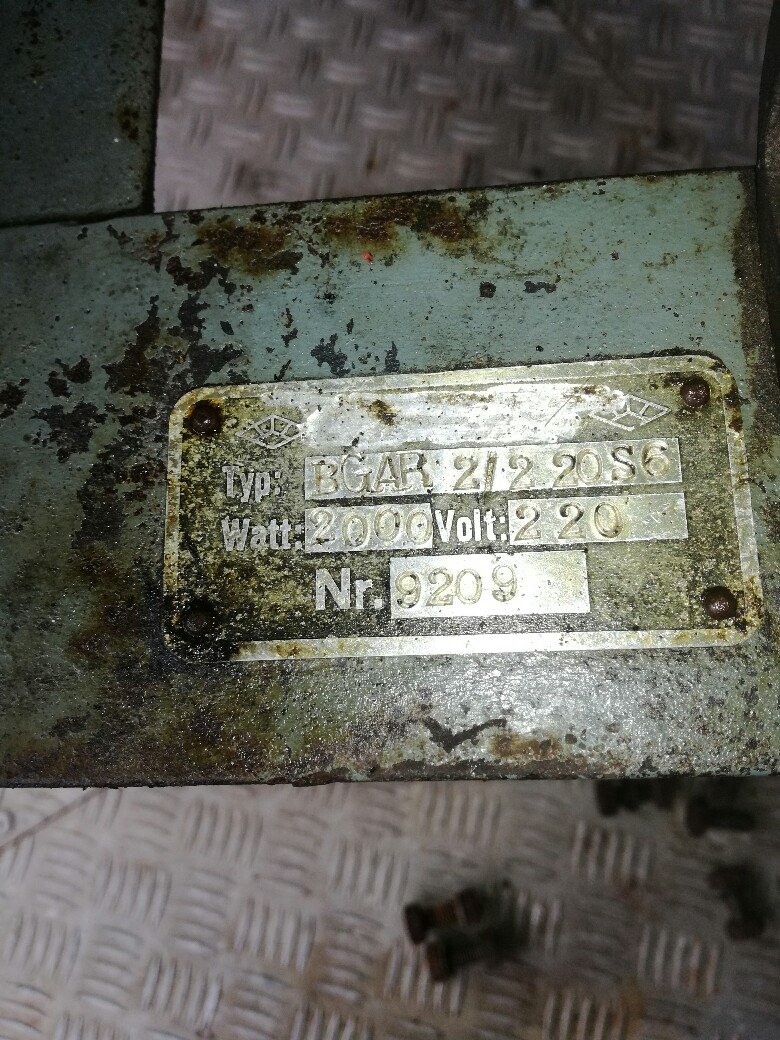 Typ: BGAR 2/2 20S6
Watt: 2000 Volt: 220
Nr. 9209